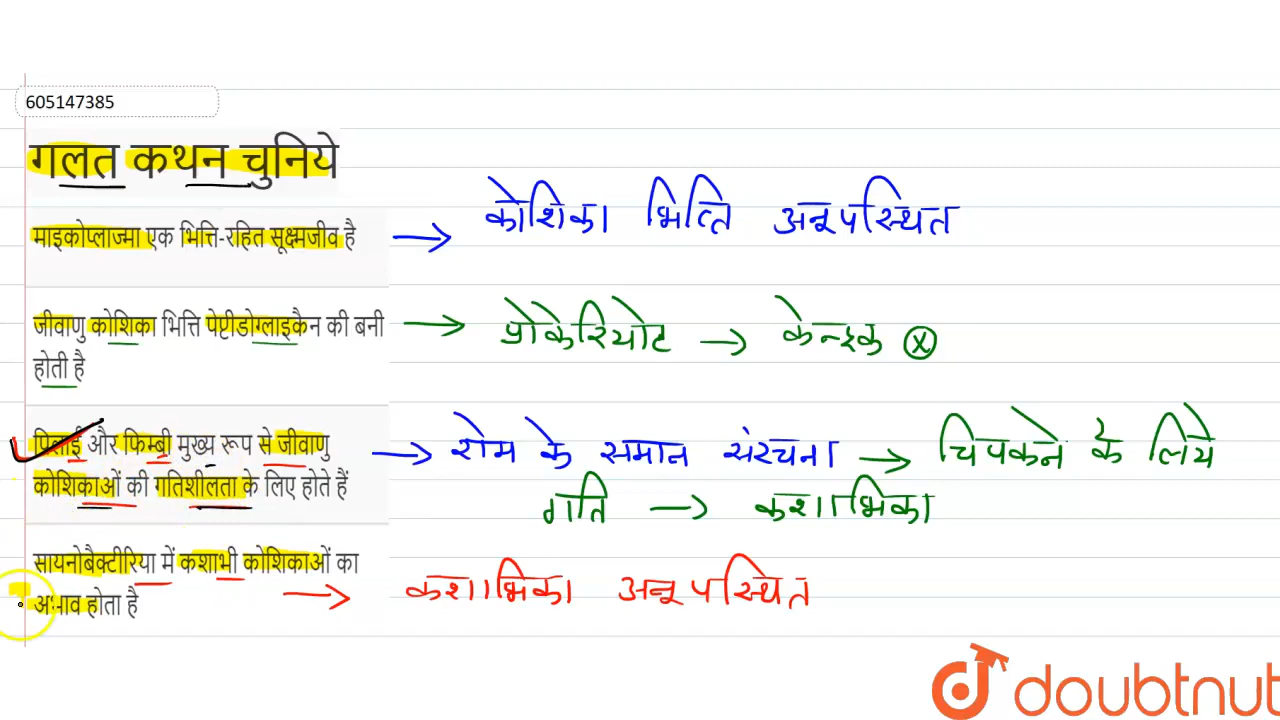 605147385
गलत कथन चुनिये
माइकोप्लाज्मा एक भित्ति-रहित सूक्ष्मजीव है
कोशिका भित्ति अनूपस्थित
जीवाणु कोशिका भित्ति पेप्टीडोग्लाइकैन की बनी
होती है
प्रोकेरियोट → केन्द्रक ⓧ
पिलाई और फिम्ब्री मुख्य रूप से जीवाणु
कोशिकाओं की गतिशीलता के लिए होते हैं
→ रोम के समान संरचना → चिपकने के लिये
गति → कशाभिका
सायनोबैक्टीरिया में कशाभी कोशिकाओं का
अभाव होता है
→ कशाभिका अनूपस्थित
doubtnut